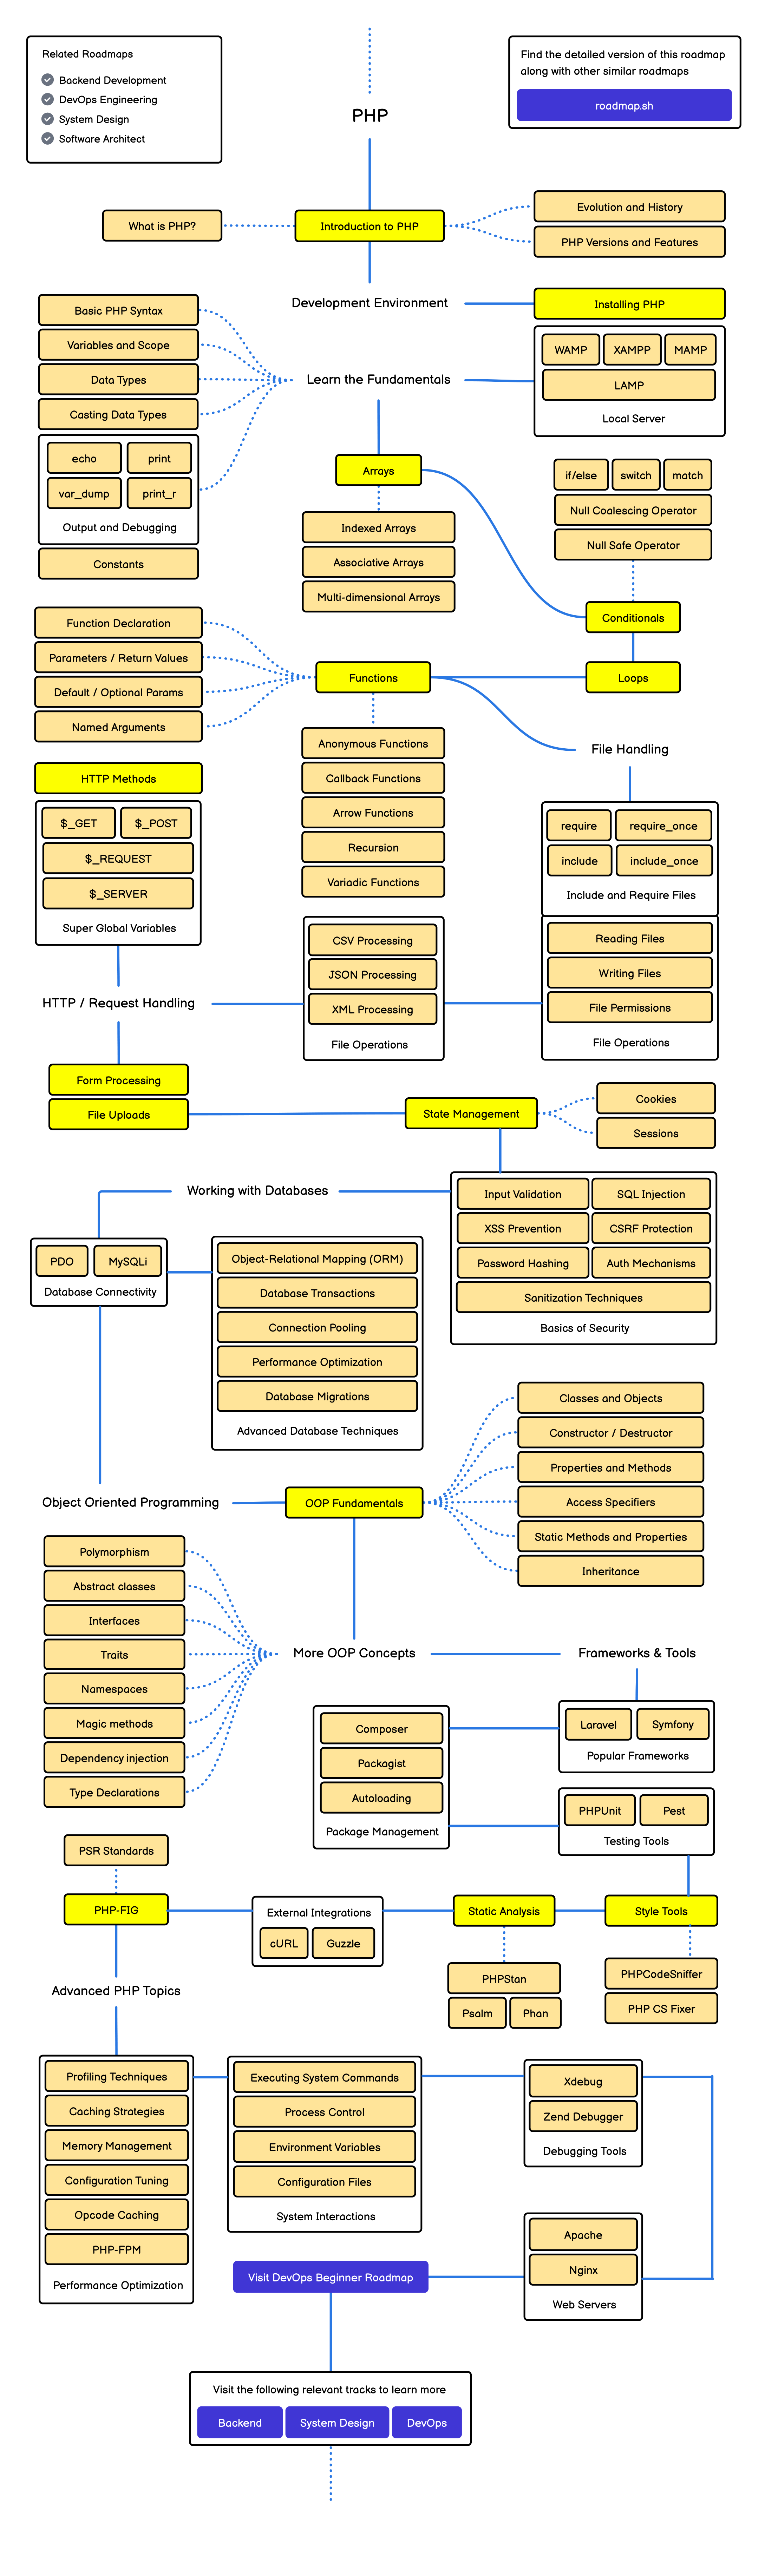 Related Roadmaps
Backend Development
DevOps Engineering
System Design
Software Architect
Find the detailed version of this roadmap
along with other similar roadmaps
roadmap.sh
PHP
What is PHP?
Introduction to PHP
Evolution and History
PHP Versions and Features
Development Environment
Installing PHP
WAMP
XAMPP
MAMP
LAMP
Local Server
Learn the Fundamentals
Basic PHP Syntax
Variables and Scope
Data Types
Casting Data Types
echo
print
var_dump
print_r
Output and Debugging
Constants
Arrays
Indexed Arrays
Associative Arrays
Multi-dimensional Arrays
if/else
switch
match
Null Coalescing Operator
Null Safe Operator
Conditionals
Loops
Functions
Function Declaration
Parameters / Return Values
Default / Optional Params
Named Arguments
Anonymous Functions
Callback Functions
Arrow Functions
Recursion
Variadic Functions
File Handling
require
require_once
include
include_once
Include and Require Files
Reading Files
Writing Files
File Permissions
File Operations
CSV Processing
JSON Processing
XML Processing
File Operations
HTTP Methods
$_GET
$_POST
$_REQUEST
$_SERVER
Super Global Variables
HTTP / Request Handling
Form Processing
File Uploads
State Management
Cookies
Sessions
Input Validation
SQL Injection
XSS Prevention
CSRF Protection
Password Hashing
Auth Mechanisms
Sanitization Techniques
Basics of Security
Working with Databases
PDO
MySQLi
Database Connectivity
Object-Relational Mapping (ORM)
Database Transactions
Connection Pooling
Performance Optimization
Database Migrations
Advanced Database Techniques
Object Oriented Programming
OOP Fundamentals
Classes and Objects
Constructor / Destructor
Properties and Methods
Access Specifiers
Static Methods and Properties
Inheritance
Polymorphism
Abstract classes
Interfaces
Traits
Namespaces
Magic methods
Dependency injection
Type Declarations
More OOP Concepts
Frameworks & Tools
Laravel
Symfony
Popular Frameworks
Composer
Packagist
Autoloading
Package Management
PHPUnit
Pest
Testing Tools
PSR Standards
PHP-FIG
External Integrations
cURL
Guzzle
Static Analysis
Style Tools
PHPStan
Psalm
Phan
PHPCodeSniffer
PHP CS Fixer
Advanced PHP Topics
Profiling Techniques
Caching Strategies
Memory Management
Configuration Tuning
Opcode Caching
PHP-FPM
Performance Optimization
Executing System Commands
Process Control
Environment Variables
Configuration Files
System Interactions
Xdebug
Zend Debugger
Debugging Tools
Apache
Nginx
Web Servers
Visit DevOps Beginner Roadmap
Visit the following relevant tracks to learn more
Backend
System Design
DevOps